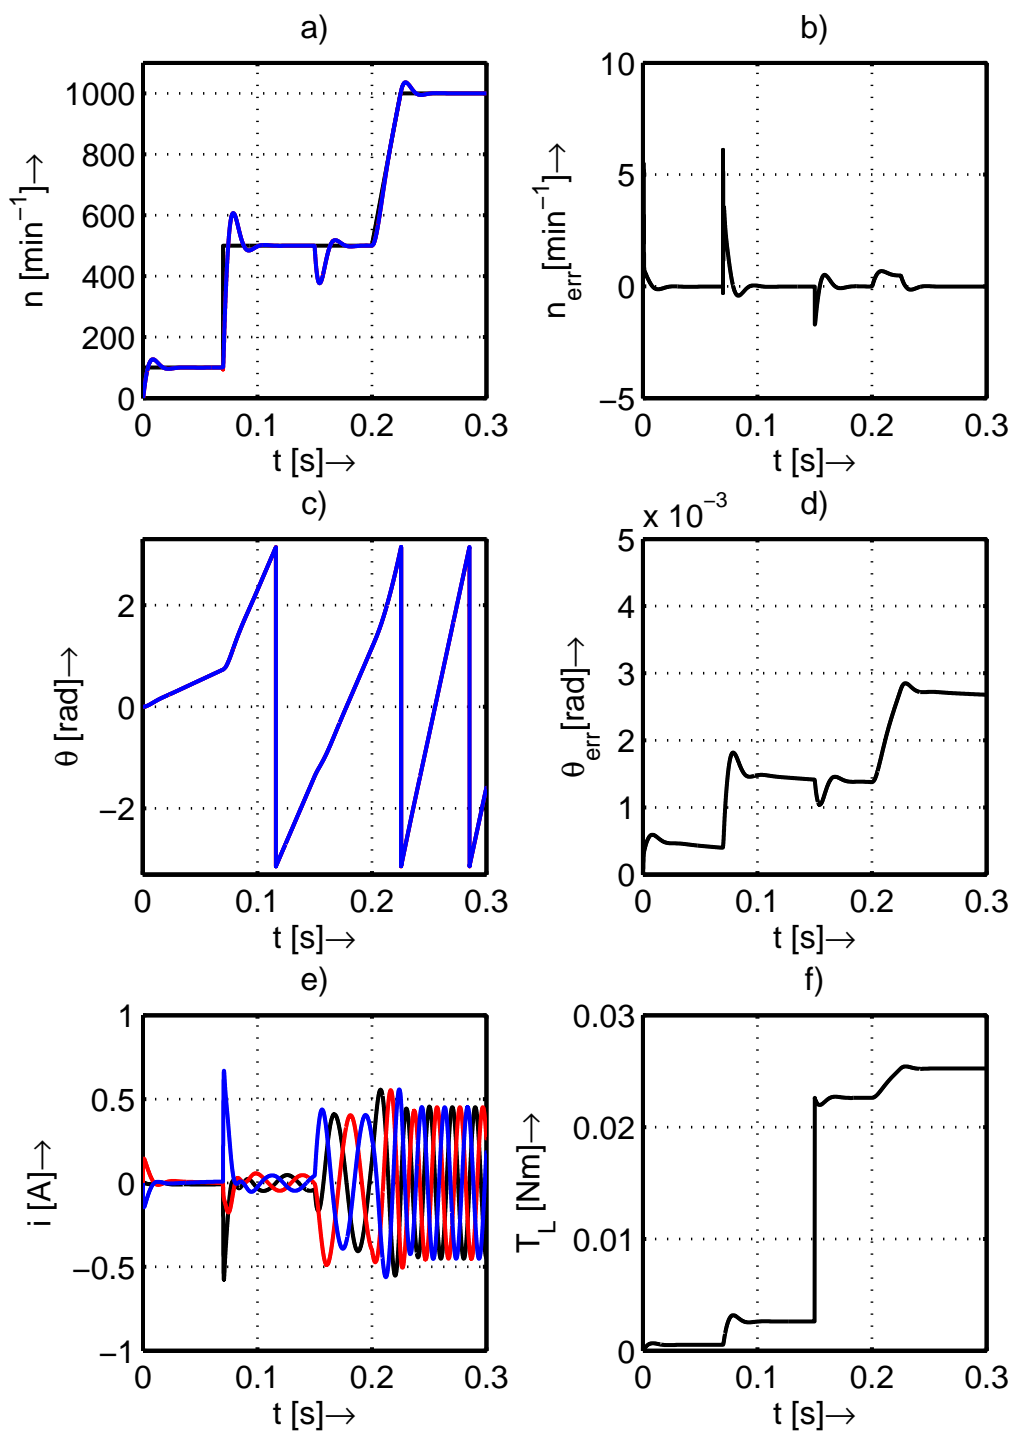 a)
1000
800
600
400
200
0
0 0.1 0.2 0.3
n [min⁻¹]→
t [s]→
b)
10
5
0
−5
0 0.1 0.2 0.3
n_err[min⁻¹]→
t [s]→
c)
2
0
−2
0 0.1 0.2 0.3
θ [rad]→
t [s]→
d)
x 10⁻³
5
4
3
2
1
0
0 0.1 0.2 0.3
θ_err[rad]→
t [s]→
e)
1
0.5
0
−0.5
−1
0 0.1 0.2 0.3
i [A]→
t [s]→
f)
0.03
0.02
0.01
0
0 0.1 0.2 0.3
T_L [Nm]→
t [s]→